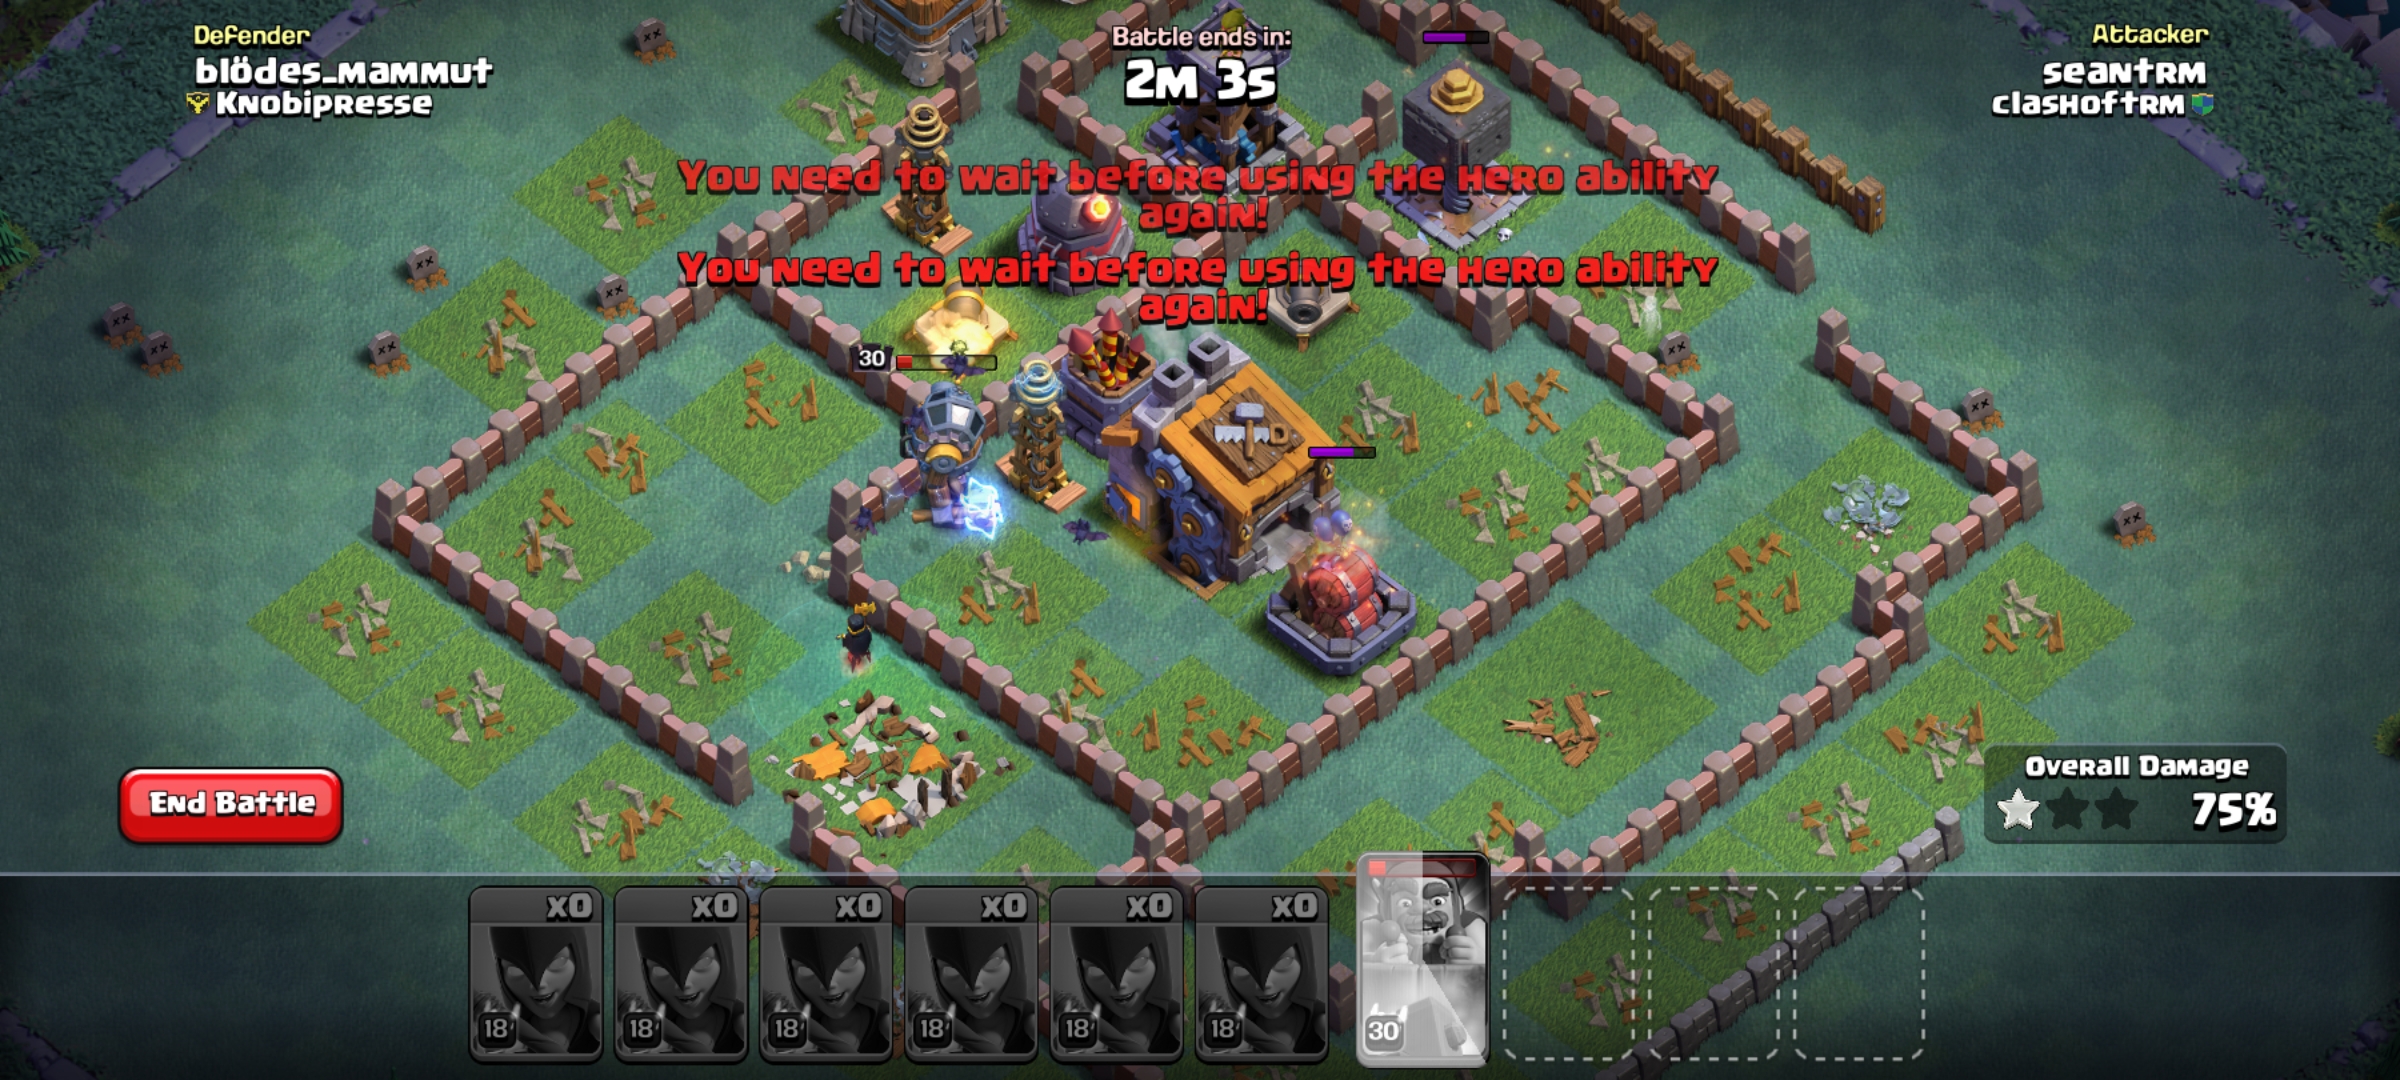 Defender
blödes_mammut
Knobipresse
Battle ends in:
2M 3s
Attacker
seantrm
clashoftrm
You need to wait before using the hero ability
again!
You need to wait before using the hero ability
again!
30
End Battle
Overall Damage
75%
x0
x0
x0
x0
x0
x0
18
18
18
18
18
18
30